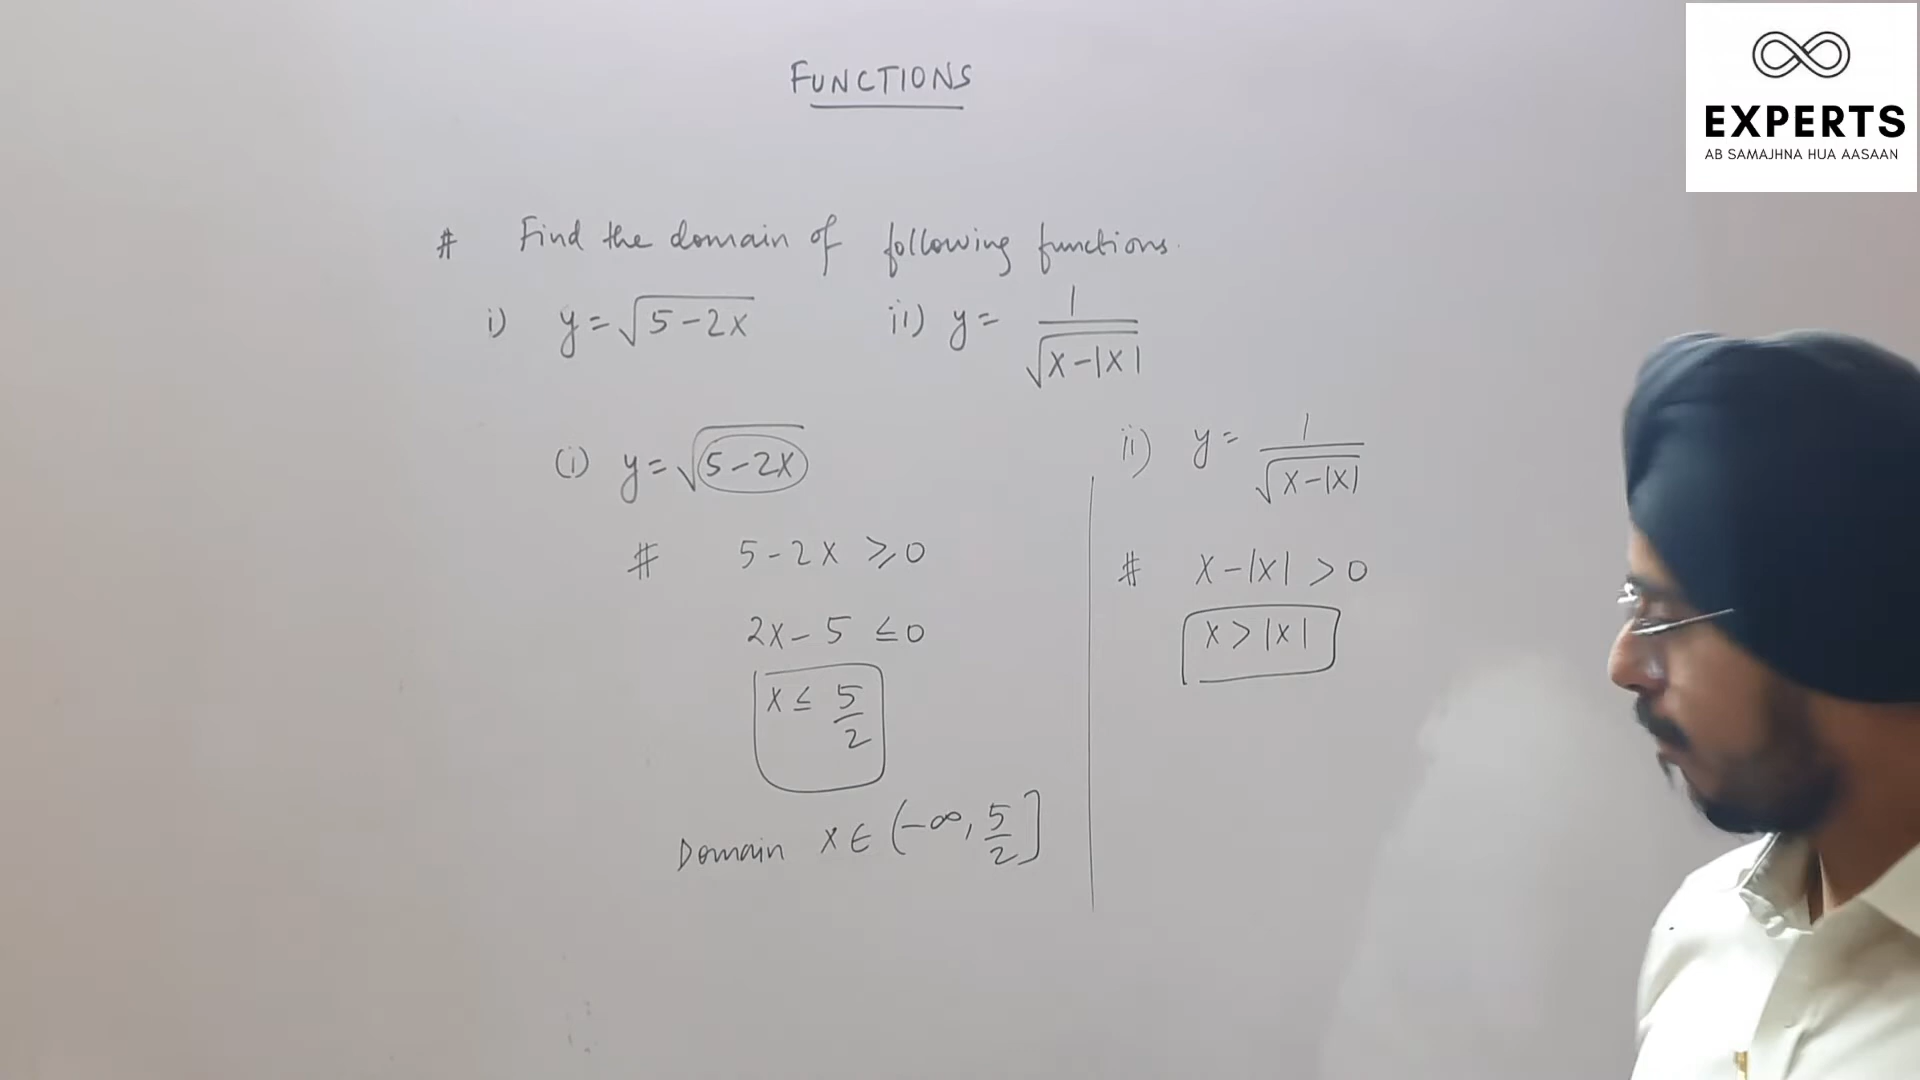 FUNCTIONS
EXPERTS
AB SAMAJHNA HUA AASAAN
# Find the domain of following functions.
i) y = √(5-2x) ii) y = 1/√(x-|x|)
(i) y = √(5-2x)
# 5-2x ≥ 0
2x-5 ≤ 0
x ≤ 5/2
Domain x ∈ (-∞, 5/2]
ii) y = 1/√(x-|x|)
# x-|x| > 0
x > |x|